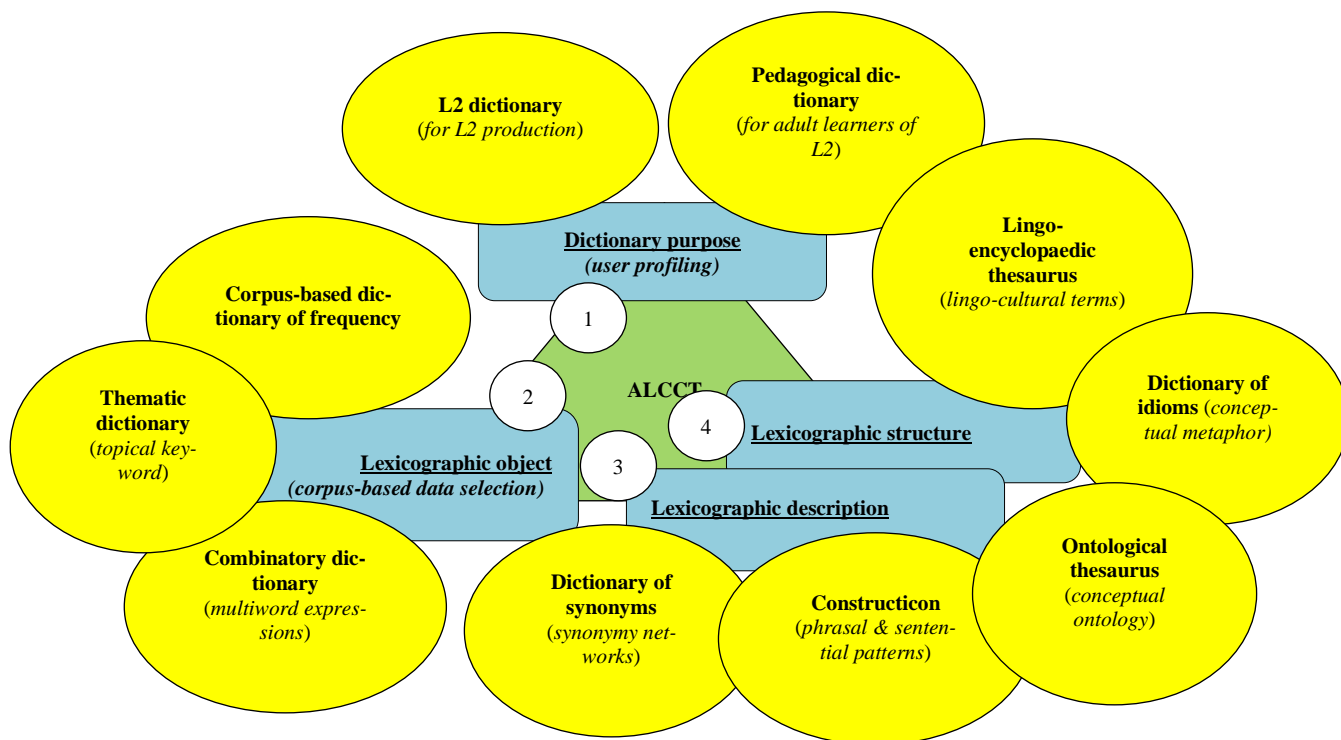 L2 dictionary
(for L2 production)
Pedagogical dic-
tionary
(for adult learners of
L2)
Dictionary purpose
(user profiling)
Lingo-
encyclopaedic
thesaurus
(lingo-cultural terms)
Corpus-based dic-
tionary of frequency
1
2
ALCCT
Thematic
dictionary
(topical key-
word)
Dictionary of
idioms (concep-
tual metaphor)
4
Lexicographic structure
3
Lexicographic object
(corpus-based data selection)
Lexicographic description
Combinatory dic-
tionary
(multiword expres-
sions)
Dictionary of
synonyms
(synonymy net-
works)
Constructicon
(phrasal & senten-
tial patterns)
Ontological
thesaurus
(conceptual
ontology)